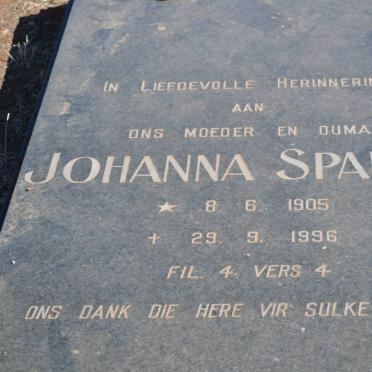 IN LIEFDEVOLLE HERINNERIN
AAN
ONS MOEDER EN OUMA
JOHANNA SPA
* 8. 6. 1905
+ 29. 9. 1996
FIL. 4. VERS 4
ONS DANK DIE HERE VIR SULKE